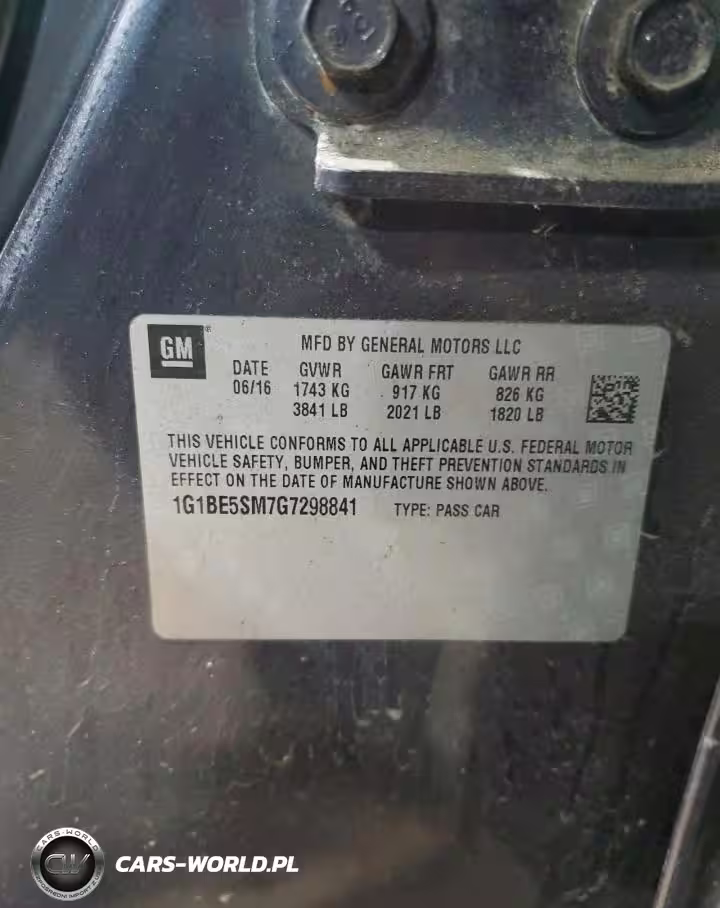 GM
MFD BY GENERAL MOTORS LLC
DATE GVWR GAWR FRT GAWR RR
06/16 1743 KG 917 KG 826 KG
3841 LB 2021 LB 1820 LB
THIS VEHICLE CONFORMS TO ALL APPLICABLE U.S. FEDERAL MOTOR
VEHICLE SAFETY, BUMPER, AND THEFT PREVENTION STANDARDS IN
EFFECT ON THE DATE OF MANUFACTURE SHOWN ABOVE.
1G1BE5SM7G7298841 TYPE: PASS CAR
CARS-WORLD
CARS-WORLD.PL